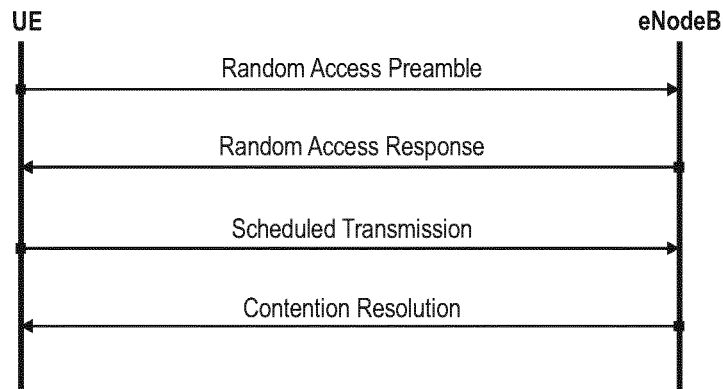 UE
eNodeB
Random Access Preamble
Random Access Response
Scheduled Transmission
Contention Resolution